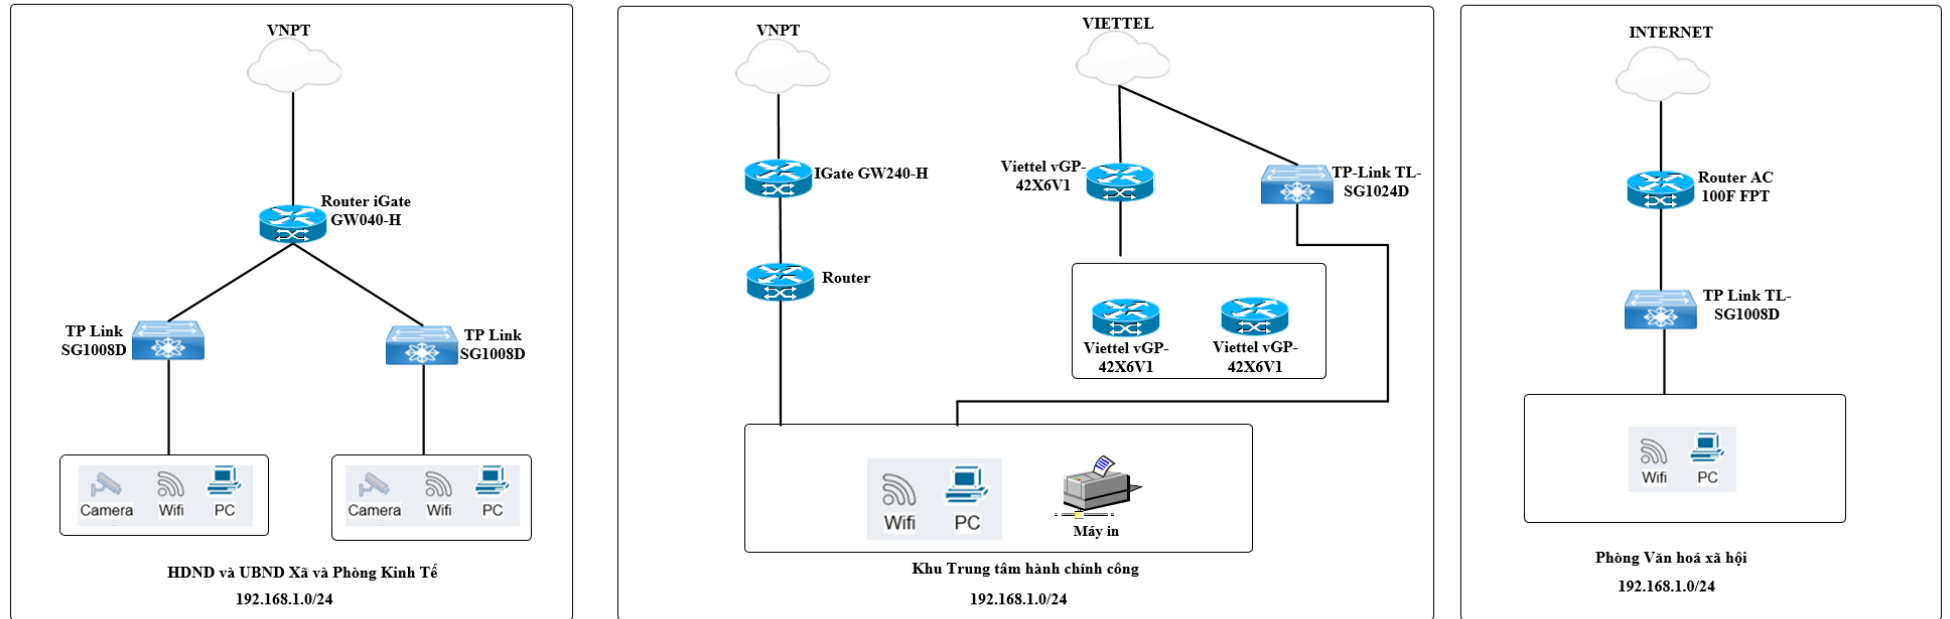 VNPT
Router iGate
GW040-H
TP Link
SG1008D
TP Link
SG1008D
Camera
Wifi
PC
Camera
Wifi
PC
HDND và UBND Xã và Phòng Kinh Tế
192.168.1.0/24
VNPT
VIETTEL
IGate GW240-H
Viettel vGP-
42X6V1
TP-Link TL-
SG1024D
Router
Viettel vGP-
42X6V1
Viettel vGP-
42X6V1
Wifi
PC
Máy in
Khu Trung tâm hành chính công
192.168.1.0/24
INTERNET
Router AC
100F FPT
TP Link TL-
SG1008D
Wifi
PC
Phòng Văn hoá xã hội
192.168.1.0/24